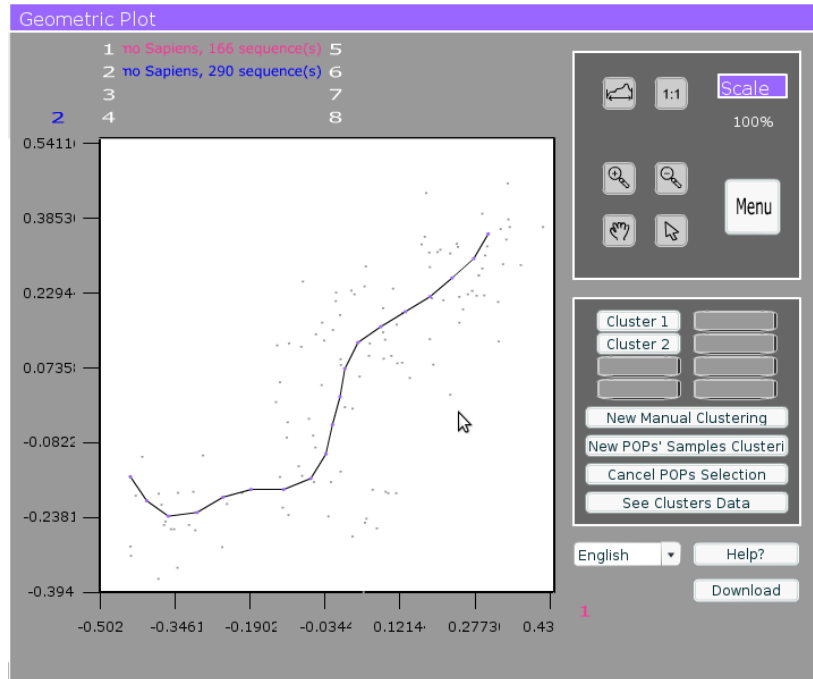 Geometric Plot
1 mo Sapiens, 166 sequence(s) 5
2 mo Sapiens, 290 sequence(s) 6
3 7
2 4 8
Scale
1:1
100%
Menu
0.5411
0.3853
0.2294
0.0735
-0.082
-0.2381
-0.394
-0.502 -0.3461 -0.190 -0.034 0.1214 0.2773 0.43
1
Cluster 1
Cluster 2
New Manual Clustering
New POPs' Samples Clusteri
Cancel POPs Selection
See Clusters Data
English Help?
Download